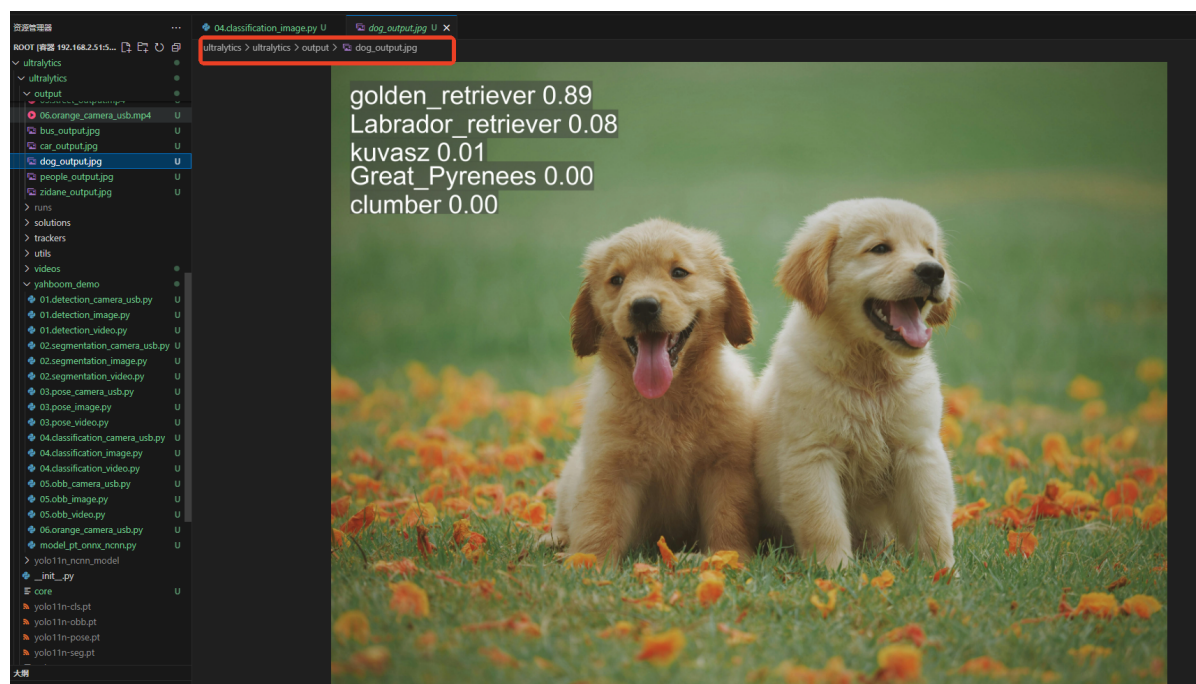 资源管理器 ···
ROOT [容器 192.168.2.51:5...
ultralytics
ultralytics
output
06.orange_camera_usb.mp4 U
bus_output.jpg U
car_output.jpg U
dog_output.jpg U
people_output.jpg U
zidane_output.jpg U
runs
solutions
trackers
utils
videos
yahboom_demo
01.detection_camera_usb.py U
01.detection_image.py U
01.detection_video.py U
02.segmentation_camera_usb.py U
02.segmentation_image.py U
02.segmentation_video.py U
03.pose_camera_usb.py U
03.pose_image.py U
03.pose_video.py U
04.classification_camera_usb.py U
04.classification_image.py U
04.classification_video.py U
05.obb_camera_usb.py U
05.obb_image.py U
05.obb_video.py U
06.orange_camera_usb.py U
model_pt_onnx_ncnn.py U
yolo11n_ncnn_model
__init__.py
core U
yolo11n-cls.pt
yolo11n-obb.pt
yolo11n-pose.pt
yolo11n-seg.pt
大纲
04.classification_image.py U
dog_output.jpg U
ultralytics > ultralytics > output > dog_output.jpg
golden_retriever 0.89
Labrador_retriever 0.08
kuvasz 0.01
Great_Pyrenees 0.00
clumber 0.00